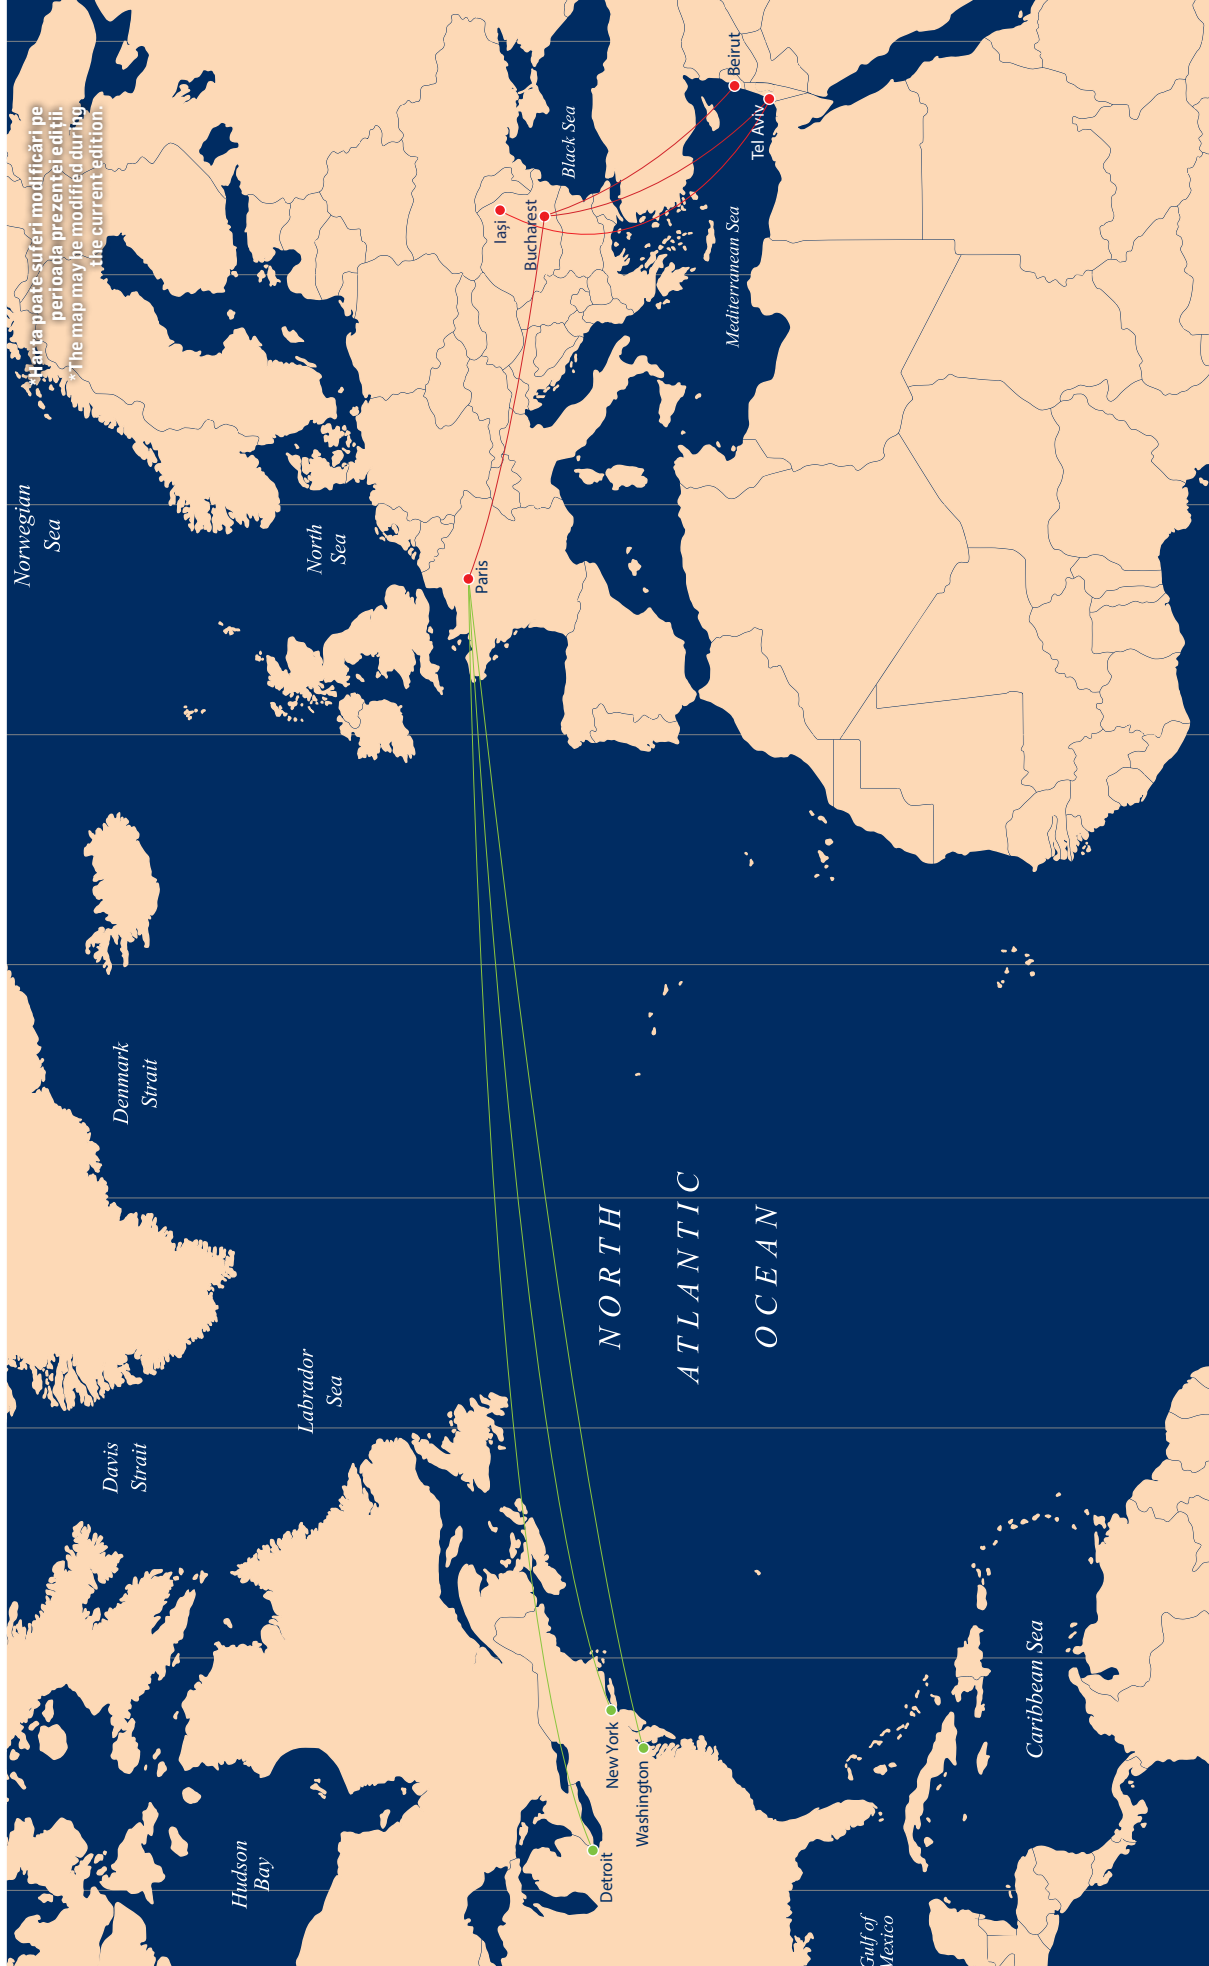 *Harta poate suferi modificări pe
perioada prezentei ediții.
*The map may be modified during
the current edition.
Norwegian
Sea
North
Sea
Denmark
Strait
Davis
Strait
Labrador
Sea
Hudson
Bay
NORTH
ATLANTIC
OCEAN
Black Sea
Mediterranean Sea
Caribbean Sea
Gulf of
Mexico
Detroit
New York
Washington
Paris
Iași
Bucharest
Beirut
Tel Aviv